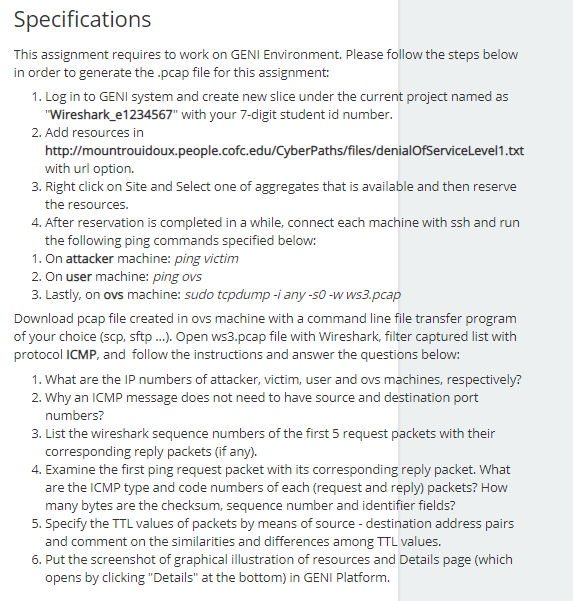 Specifications
This assignment requires to work on GENI Environment. Please follow the steps below
in order to generate the .pcap file for this assignment:
1. Log in to GENI system and create new slice under the current project named as
"Wireshark_e1234567" with your 7-digit student id number.
2. Add resources in
http://mountrouidoux.people.cofc.edu/CyberPaths/files/denialOfServiceLevel1.txt
with url option.
3. Right click on Site and Select one of aggregates that is available and then reserve
the resources.
4. After reservation is completed in a while, connect each machine with ssh and run
the following ping commands specified below:
1. On attacker machine: ping victim
2. On user machine: ping ovs
3. Lastly, on ovs machine: sudo tcpdump -i any -s0 -w ws3.pcap
Download pcap file created in ovs machine with a command line file transfer program
of your choice (scp, sftp ...). Open ws3.pcap file with Wireshark, filter captured list with
protocol ICMP, and follow the instructions and answer the questions below:
1. What are the IP numbers of attacker, victim, user and ovs machines, respectively?
2. Why an ICMP message does not need to have source and destination port
numbers?
3. List the wireshark sequence numbers of the first 5 request packets with their
corresponding reply packets (if any).
4. Examine the first ping request packet with its corresponding reply packet. What
are the ICMP type and code numbers of each (request and reply) packets? How
many bytes are the checksum, sequence number and identifier fields?
5. Specify the TTL values of packets by means of source - destination address pairs
and comment on the similarities and differences among TTL values.
6. Put the screenshot of graphical illustration of resources and Details page (which
opens by clicking "Details" at the bottom) in GENI Platform.